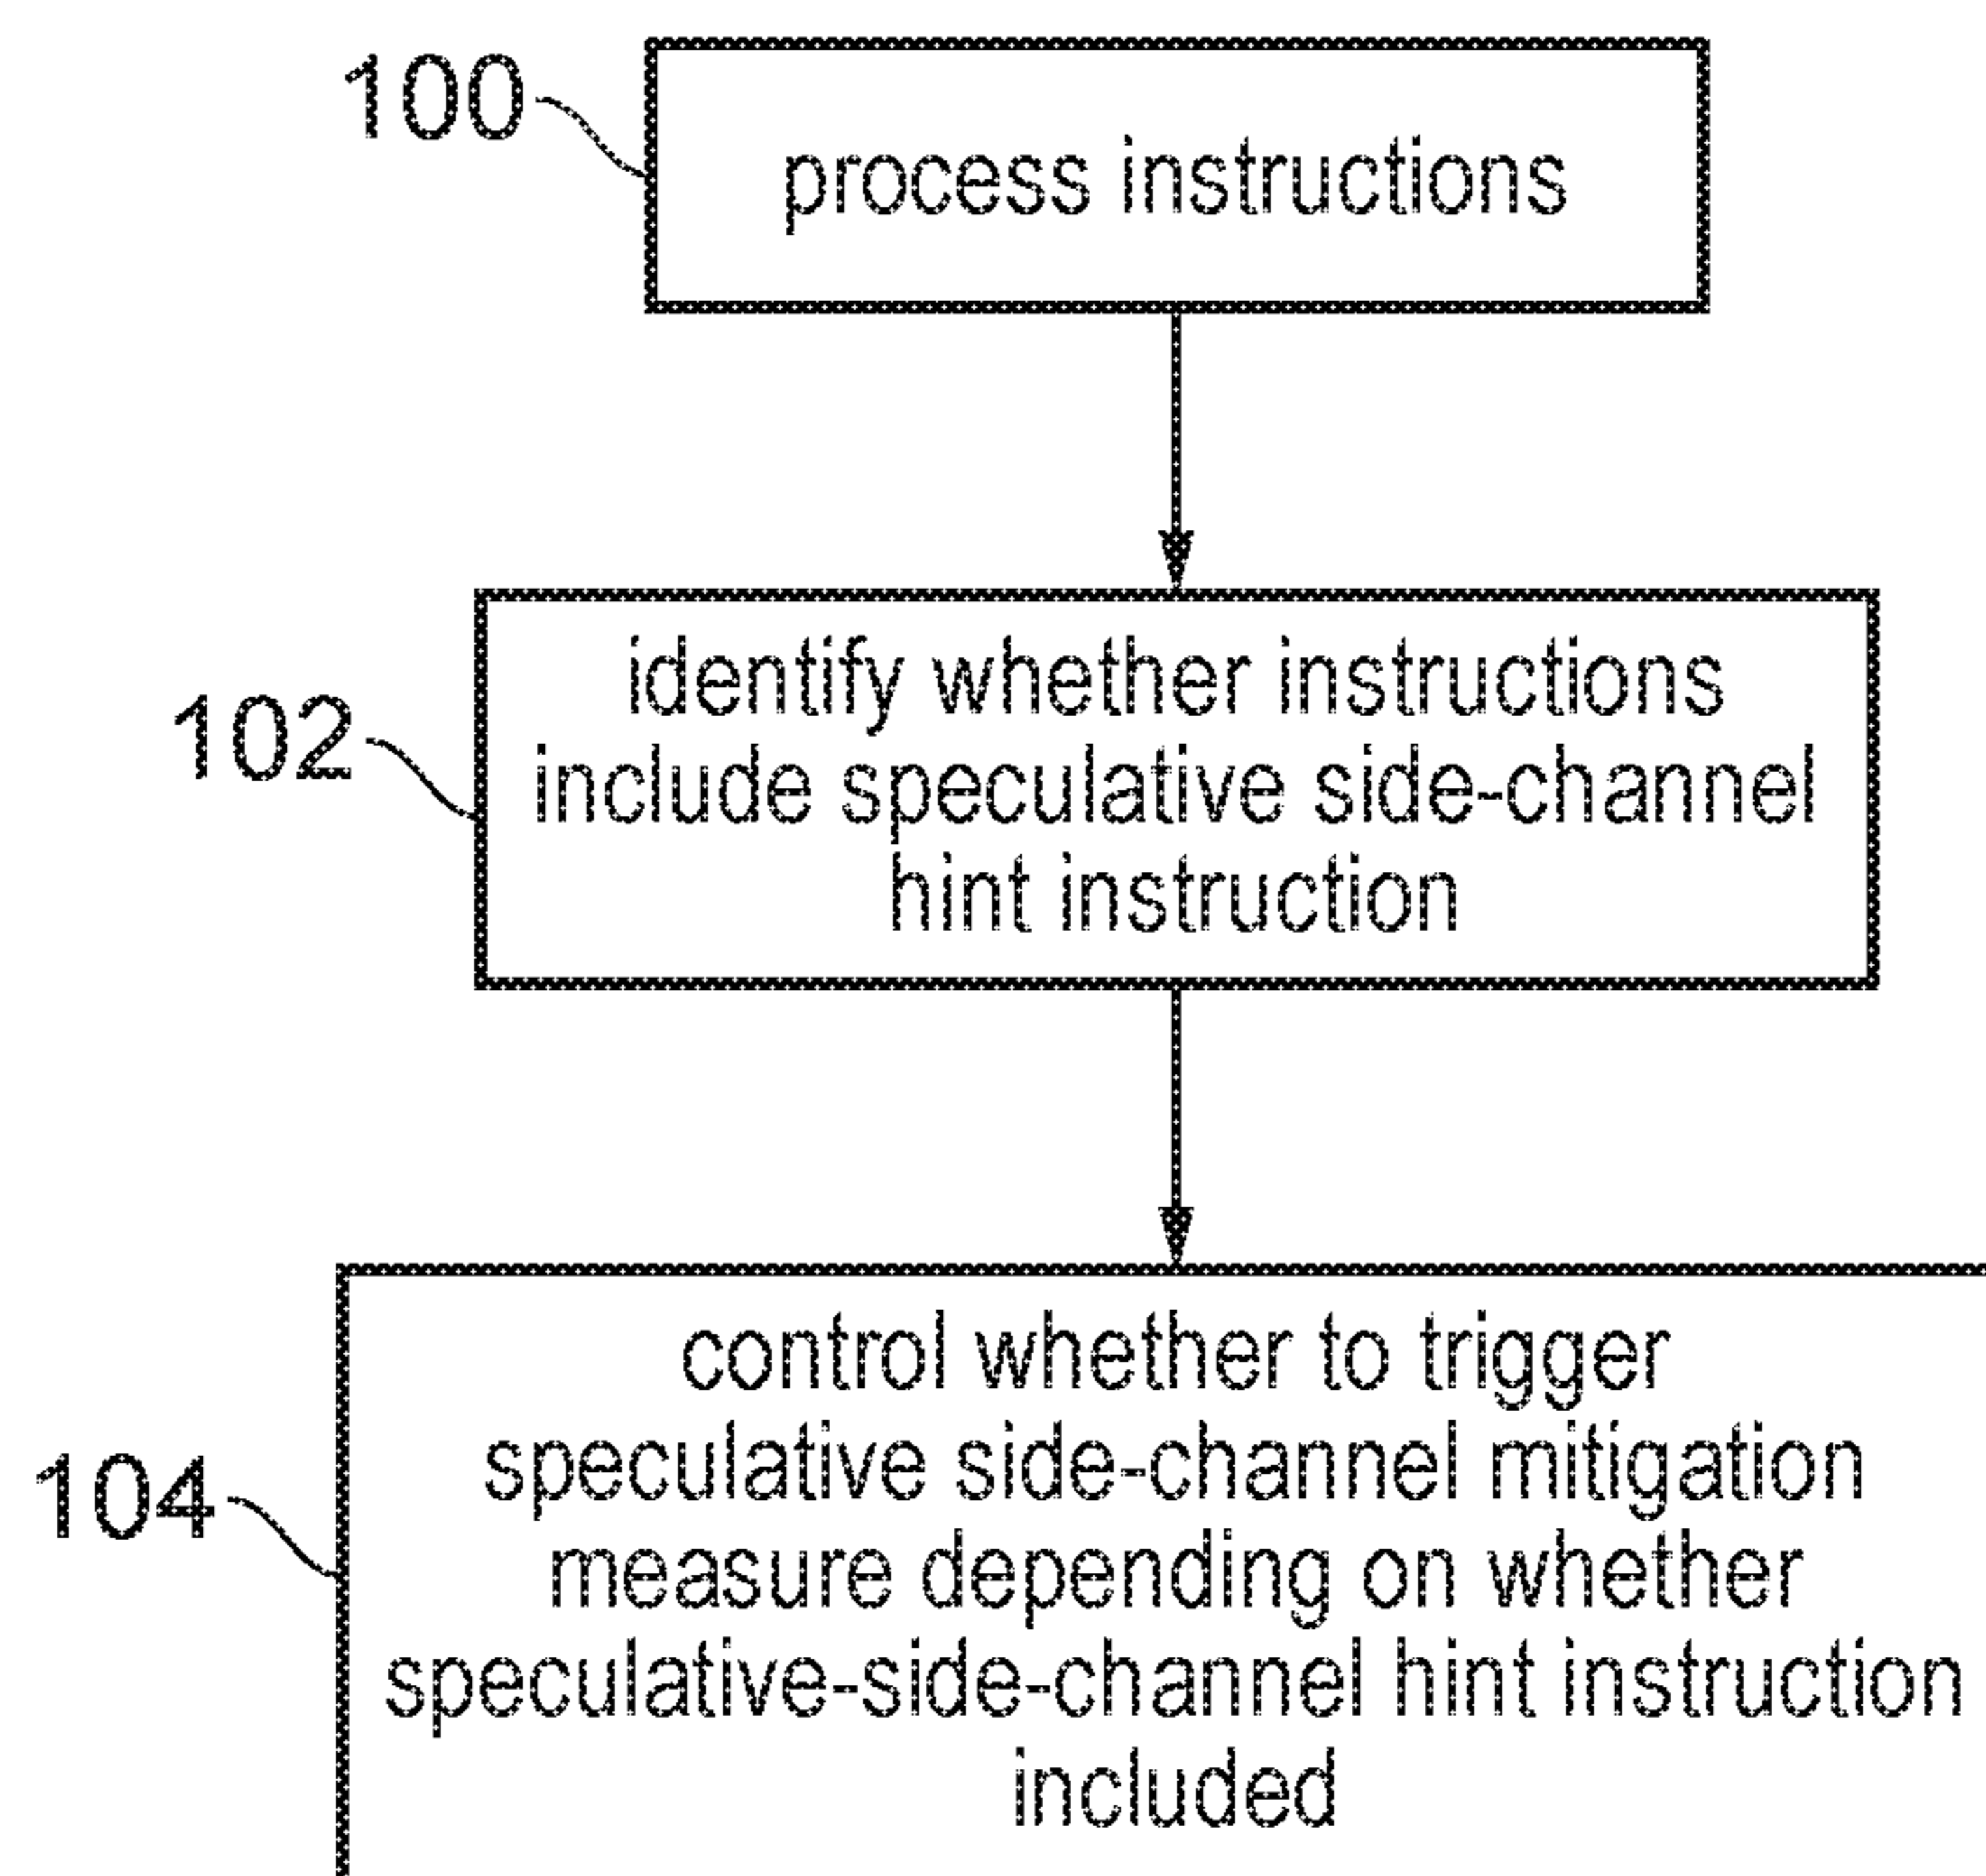 100
process instructions
102
identify whether instructions
include speculative side-channel
hint instruction
104
control whether to trigger
speculative side-channel mitigation
measure depending on whether
speculative-side-channel hint instruction
included